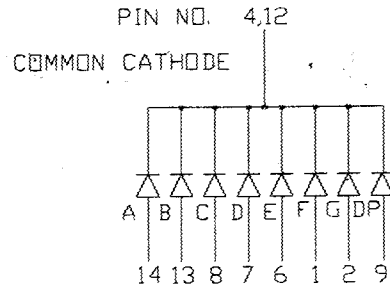 PIN NO. 4,12
COMMON CATHODE
A B C D E F G DP
14 13 8 7 6 1 2 9